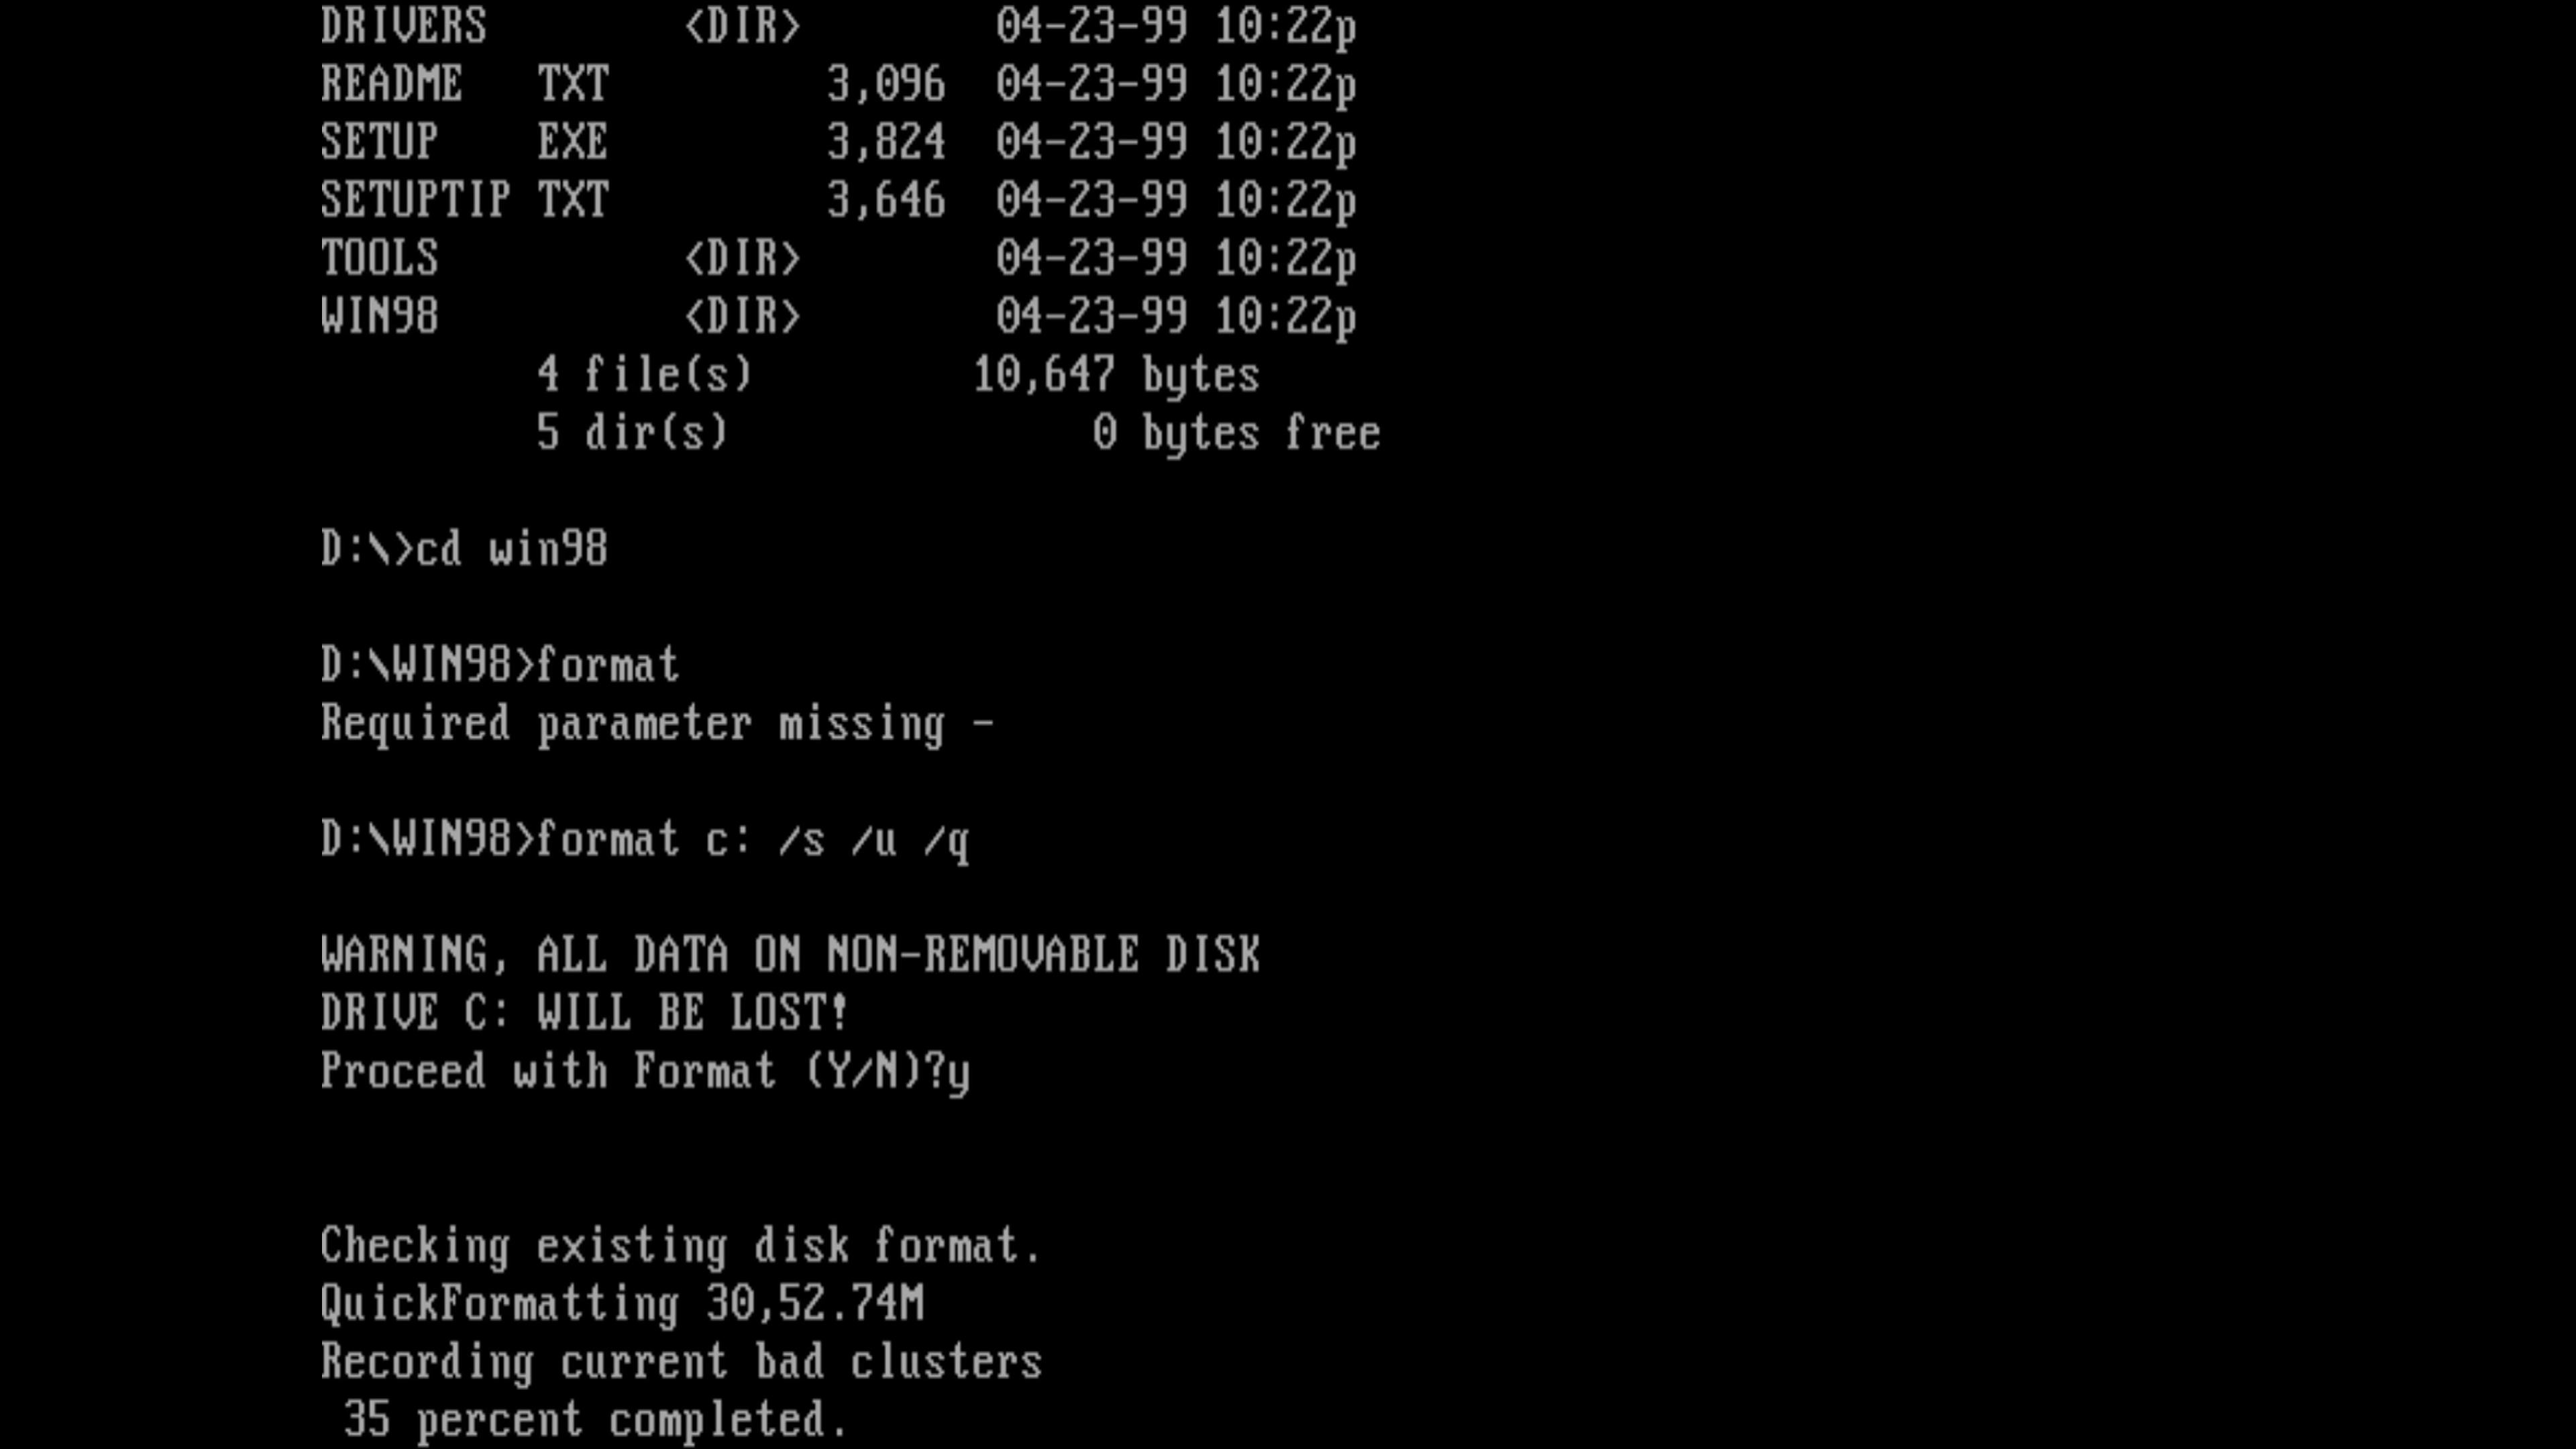 DRIVERS <DIR> 04-23-99 10:22p
README TXT 3,096 04-23-99 10:22p
SETUP EXE 3,824 04-23-99 10:22p
SETUPTIP TXT 3,646 04-23-99 10:22p
TOOLS <DIR> 04-23-99 10:22p
WIN98 <DIR> 04-23-99 10:22p
4 file(s) 10,647 bytes
5 dir(s) 0 bytes free
D:\>cd win98
D:\WIN98>format
Required parameter missing -
D:\WIN98>format c: /s /u /q
WARNING, ALL DATA ON NON-REMOVABLE DISK
DRIVE C: WILL BE LOST!
Proceed with Format (Y/N)?y
Checking existing disk format.
QuickFormatting 30,52.74M
Recording current bad clusters
35 percent completed.